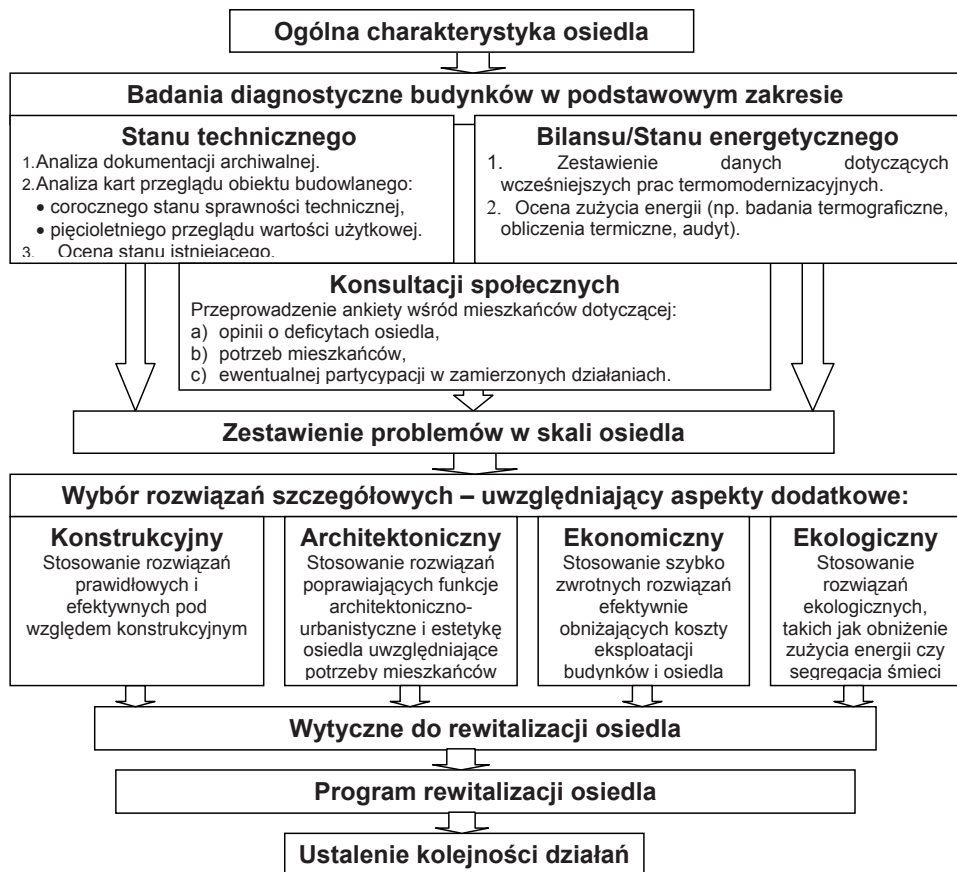 Ogólna charakterystyka osiedla
Badania diagnostyczne budynków w podstawowym zakresie
Stanu technicznego
1.Analiza dokumentacji archiwalnej.
2.Analiza kart przeglądu obiektu budowlanego:
• corocznego stanu sprawności technicznej,
• pięcioletniego przeglądu wartości użytkowej.
3. Ocena stanu istniejącego.
Bilansu/Stanu energetycznego
1. Zestawienie danych dotyczących
wcześniejszych prac termomodernizacyjnych.
2. Ocena zużycia energii (np. badania termograficzne,
obliczenia termiczne, audyt).
Konsultacji społecznych
Przeprowadzenie ankiety wśród mieszkańców dotyczącej:
a) opinii o deficytach osiedla,
b) potrzeb mieszkańców,
c) ewentualnej partycypacji w zamierzonych działaniach.
Zestawienie problemów w skali osiedla
Wybór rozwiązań szczegółowych – uwzględniający aspekty dodatkowe:
Konstrukcyjny
Stosowanie rozwiązań
prawidłowych i
efektywnych pod
względem konstrukcyjnym
Architektoniczny
Stosowanie rozwiązań
poprawiających funkcje
architektoniczno-
urbanistyczne i estetykę
osiedla uwzględniające
potrzeby mieszkańców
Ekonomiczny
Stosowanie szybko
zwrotnych rozwiązań
efektywnie
obniżających koszty
eksploatacji
budynków i osiedla
Ekologiczny
Stosowanie
rozwiązań
ekologicznych,
takich jak obniżenie
zużycia energii czy
segregacja śmieci
Wytyczne do rewitalizacji osiedla
Program rewitalizacji osiedla
Ustalenie kolejności działań